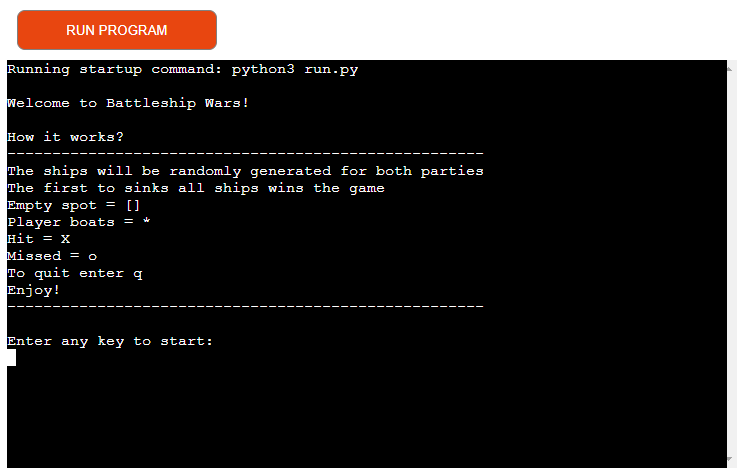 RUN PROGRAM
Running startup command: python3 run.py
Welcome to Battleship Wars!
How it works?
-----------------------------------------------------
The ships will be randomly generated for both parties
The first to sinks all ships wins the game
Empty spot = []
Player boats = *
Hit = X
Missed = o
To quit enter q
Enjoy!
-----------------------------------------------------
Enter any key to start: